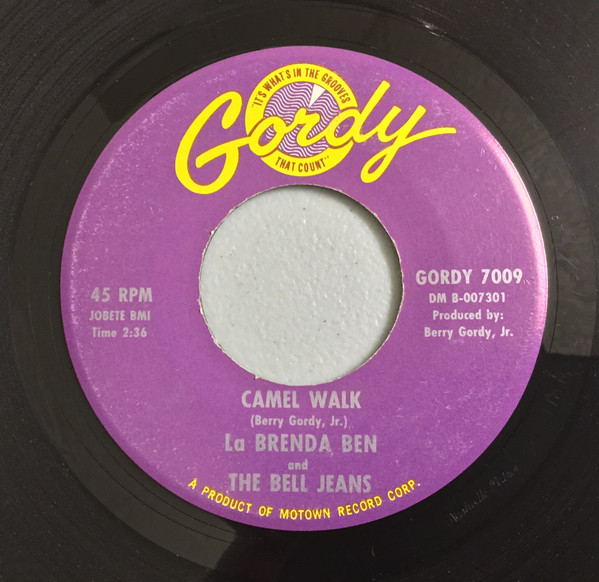 "IT'S WHAT'S IN THE GROOVES
Gordy
THAT COUNT"
45 RPM
JOBETE BMI
Time 2:36
GORDY 7009
DM B-007301
Produced by:
Berry Gordy, Jr.
CAMEL WALK
(Berry Gordy, Jr.)
La BRENDA BEN
and
THE BELL JEANS
A PRODUCT OF MOTOWN RECORD CORP.